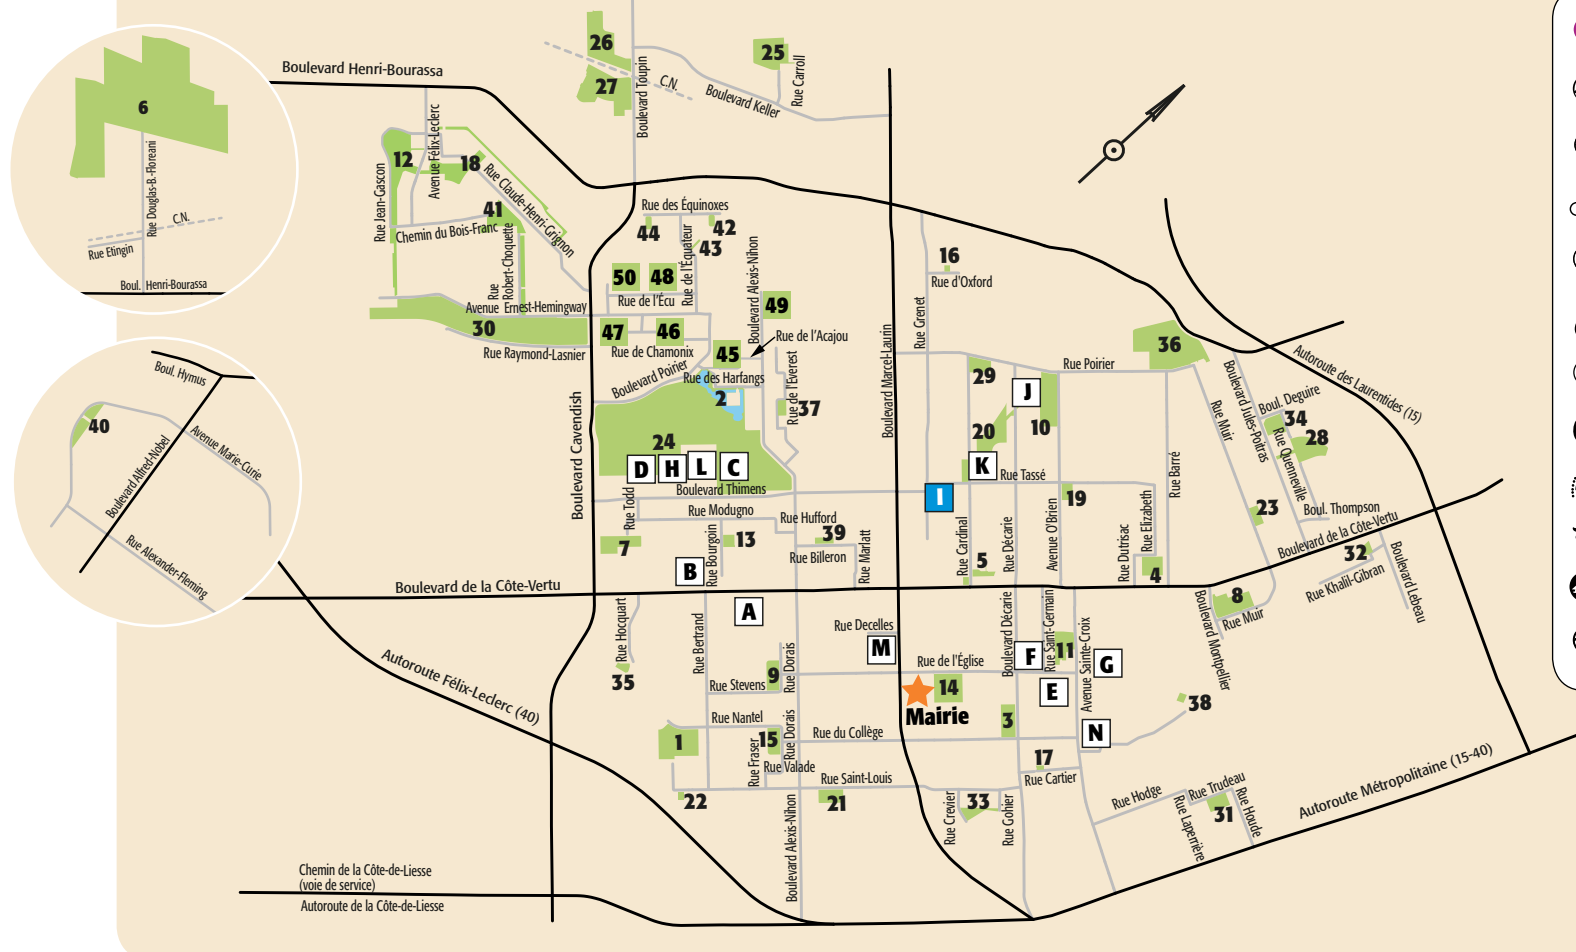 26
25
27
Boulevard Toupin
C.N.
Boulevard Keller
Rue Carroll
Boulevard Henri-Bourassa
6
Rue Douglas-B.-Floreani
C.N.
Rue Etingin
Boul. Henri-Bourassa
12
Avenue Félix-Leclerc
18
Rue Claude-Henri-Grignon
Rue Jean-Gascon
41
Chemin du Bois-Franc
Rue
Robert-Choquette
Avenue Ernest-Hemingway
30
Rue Raymond-Lasnier
Rue des Équinoxes
44
42
43
Rue de l'Équateur
50
48
Rue de l'Écu
Boulevard Alexis-Nihon
49
47
46
Rue de Chamonix
45
Rue de l'Acajou
Boulevard Poirier
Rue des Harfangs
2
Rue de l'Everest
37
24
D
H
L
C
Boulevard Thimens
Boulevard Cavendish
Boulevard Marcel-Laurin
16
Rue d'Oxford
Rue Grenet
29
J
Rue Poirier
36
10
20
K
Rue Tassé
I
19
Rue Barré
Autoroute des Laurentides (15)
Boulevard Jules-Poitras
Rue Muir
Boul. Deguire
34
28
Rue Quenneville
23
Boul. Thompson
Boulevard de la Côte-Vertu
32
Rue Khalil-Gibran
Boulevard Lebeau
Boul. Hymus
40
Boulevard Alfred-Nobel
Avenue Marie-Curie
Rue Alexander-Fleming
Rue Todd
Rue Modugno
7
Rue Bourgoin
13
Rue Hufford
39
Rue Billeron
Rue Marlatt
B
Rue Cardinal
5
Rue Décarie
Avenue O'Brien
Rue Dutrisac
Rue Elizabeth
4
Boulevard de la Côte-Vertu
A
Rue Hocquart
35
Rue Bertrand
Rue Decelles
M
Rue Dorais
9
Rue Stevens
Rue de l'Église
14
Mairie
Boulevard Décarie
F
Rue Saint-Germain
11
G
E
Avenue Sainte-Croix
3
N
Boulevard Montpellier
8
Rue Muir
38
Autoroute Félix-Leclerc (40)
Rue Nantel
1
Rue Fraser
15
Rue Dorais
Rue Valade
Rue du Collège
22
Rue Saint-Louis
21
Boulevard Alexis-Nihon
17
Rue Cartier
Rue Crevier
33
Rue Gohier
Rue Hodge
Rue Trudeau
Rue Laperrière
31
Rue Houde
Autoroute Métropolitaine (15-40)
Chemin de la Côte-de-Liesse
(voie de service)
Autoroute de la Côte-de-Liesse